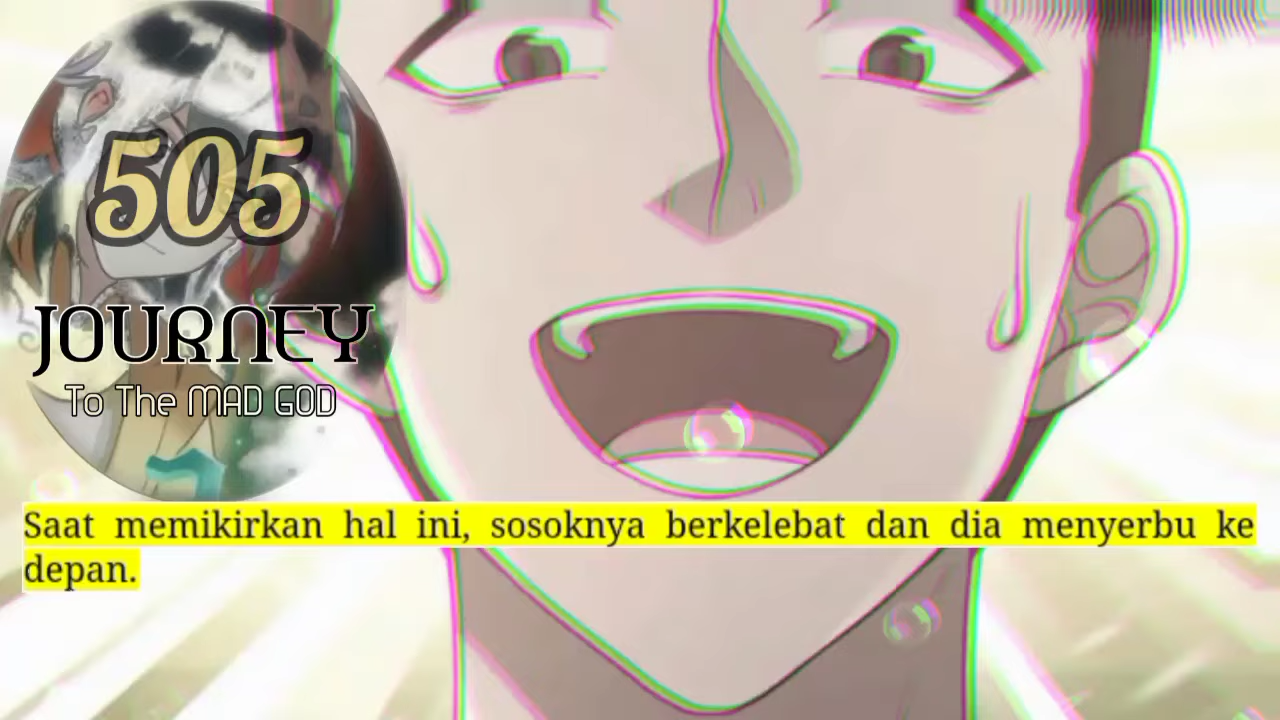 505
JOURNEY
To The MAD GOD
Saat memikirkan hal ini, sosoknya berkelebat dan dia menyerbu ke
depan.